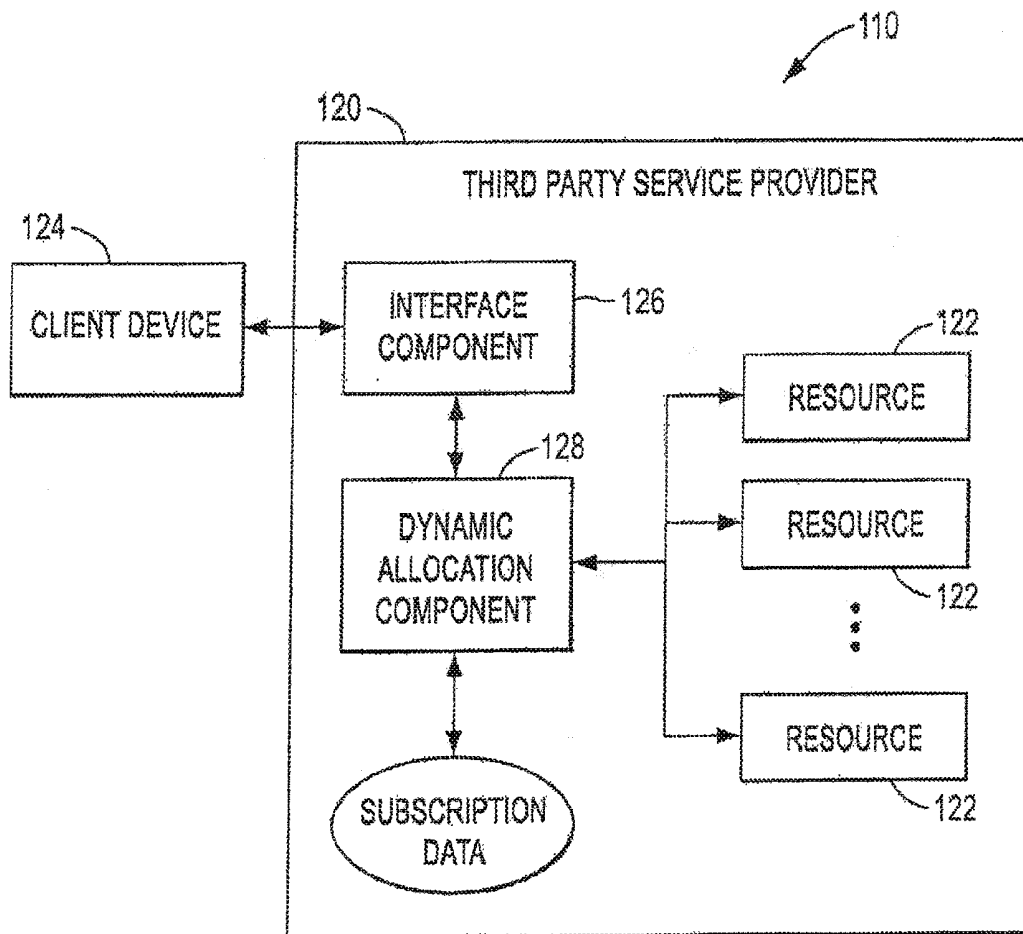 110
120
THIRD PARTY SERVICE PROVIDER
124
CLIENT DEVICE
INTERFACE
COMPONENT
126
122
RESOURCE
128
DYNAMIC
ALLOCATION
COMPONENT
RESOURCE
122
RESOURCE
122
SUBSCRIPTION
DATA